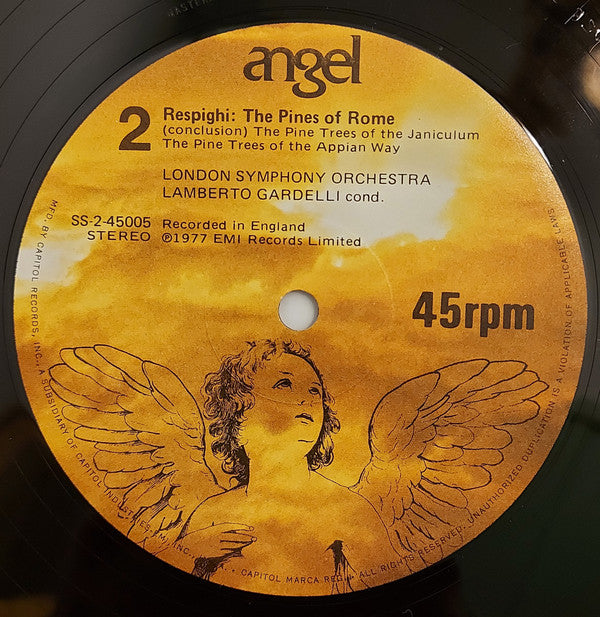 MASTER
angel
2
Respighi: The Pines of Rome
(conclusion) The Pine Trees of the Janiculum
The Pine Trees of the Appian Way
LONDON SYMPHONY ORCHESTRA
LAMBERTO GARDELLI cond.
SS-2-45005 Recorded in England
STEREO ℗1977 EMI Records Limited
45rpm
MFD. BY CAPITOL RECORDS, INC., A SUBSIDIARY OF CAPITOL INDUSTRIES-EMI, INC.
CAPITOL MARCA REG. • ALL RIGHTS RESERVED. UNAUTHORIZED DUPLICATION IS A VIOLATION OF APPLICABLE LAWS